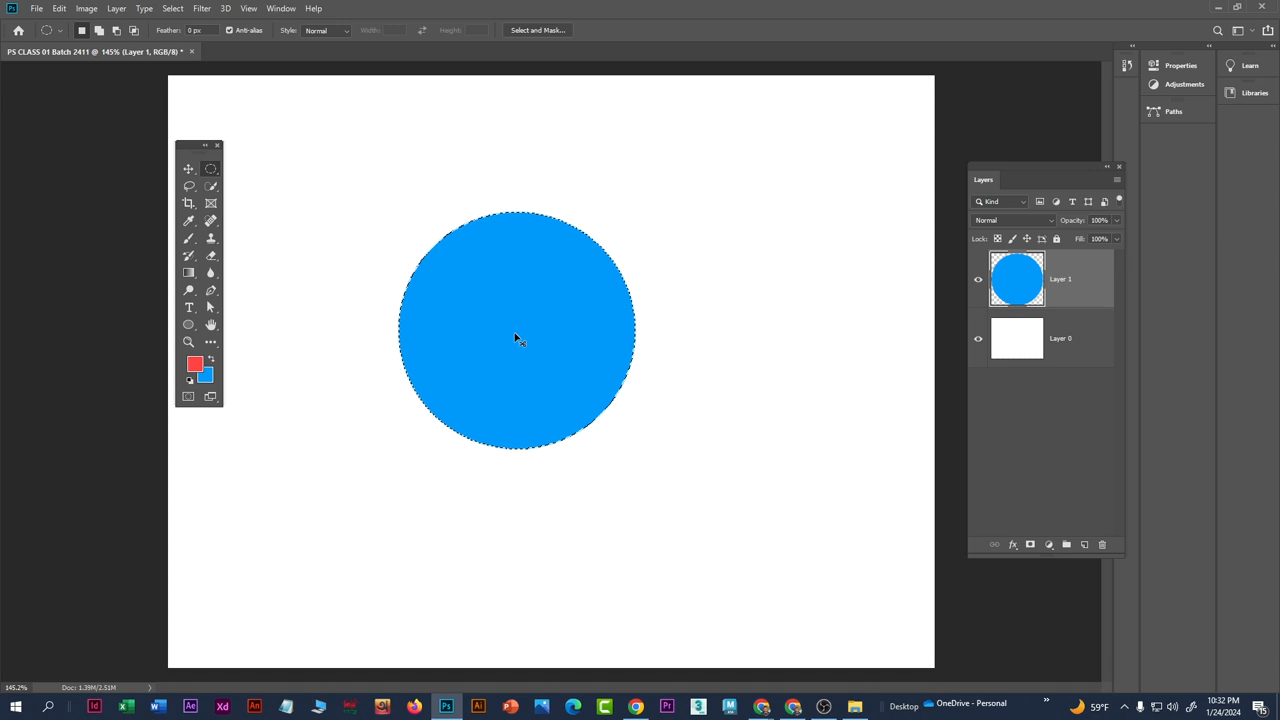 Ps File Edit Image Layer Type Select Filter 3D View Window Help
Feather: 0 px Anti-alias Style: Normal Width: Height: Select and Mask...
PS CLASS 01 Batch 2411 @ 145% (Layer 1, RGB/8) *
Properties
Learn
Adjustments
Libraries
Paths
Layers
Kind
Normal Opacity: 100%
Lock: Fill: 100%
Layer 1
Layer 0
fx
145.2% Doc: 1.39M/2.51M
Desktop OneDrive - Personal 59°F 10:32 PM
1/24/2024